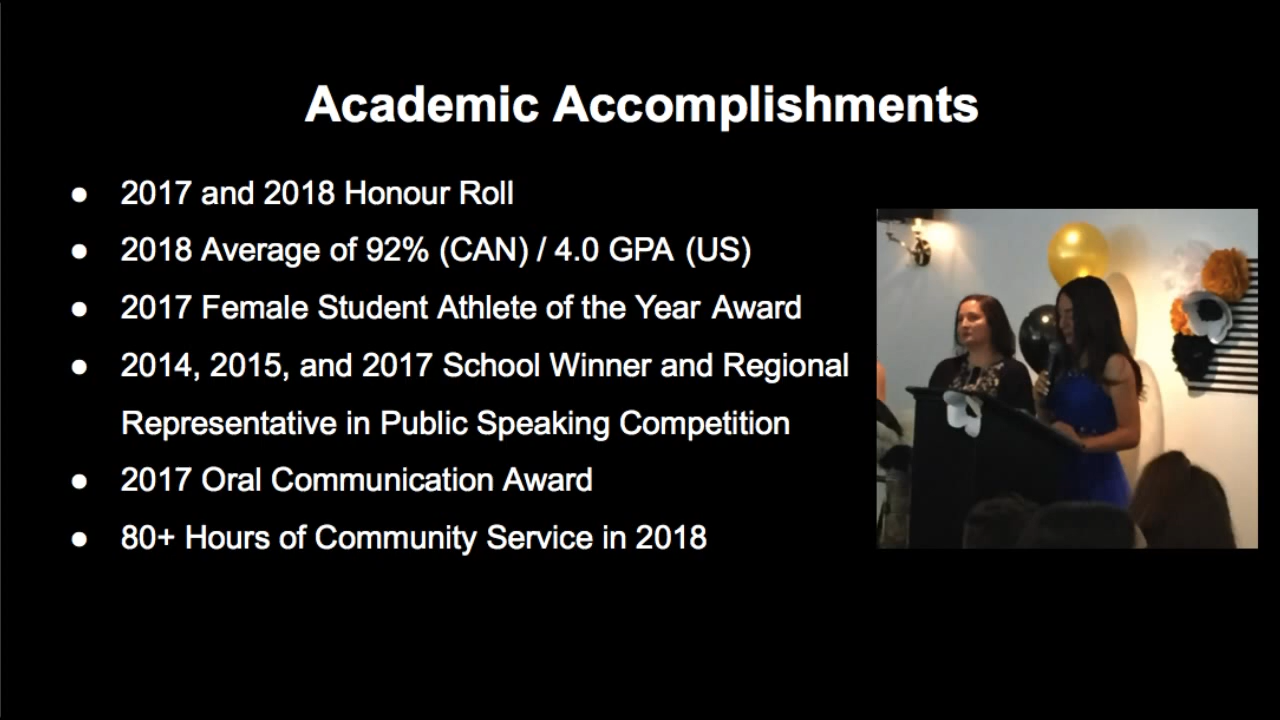 Academic Accomplishments
● 2017 and 2018 Honour Roll
● 2018 Average of 92% (CAN) / 4.0 GPA (US)
● 2017 Female Student Athlete of the Year Award
● 2014, 2015, and 2017 School Winner and Regional
Representative in Public Speaking Competition
● 2017 Oral Communication Award
● 80+ Hours of Community Service in 2018